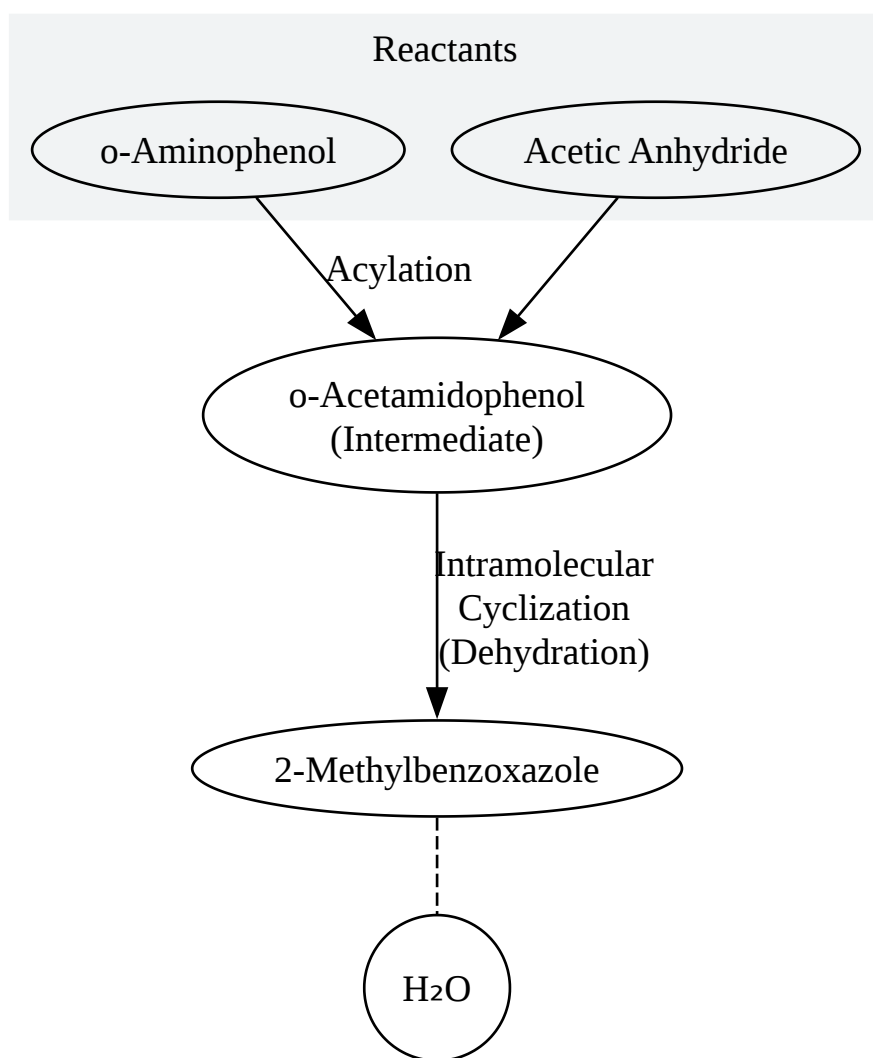 Reactants
o-Aminophenol
Acetic Anhydride
Acylation
o-Acetamidophenol
(Intermediate)
Intramolecular
Cyclization
(Dehydration)
2-Methylbenzoxazole
H₂O